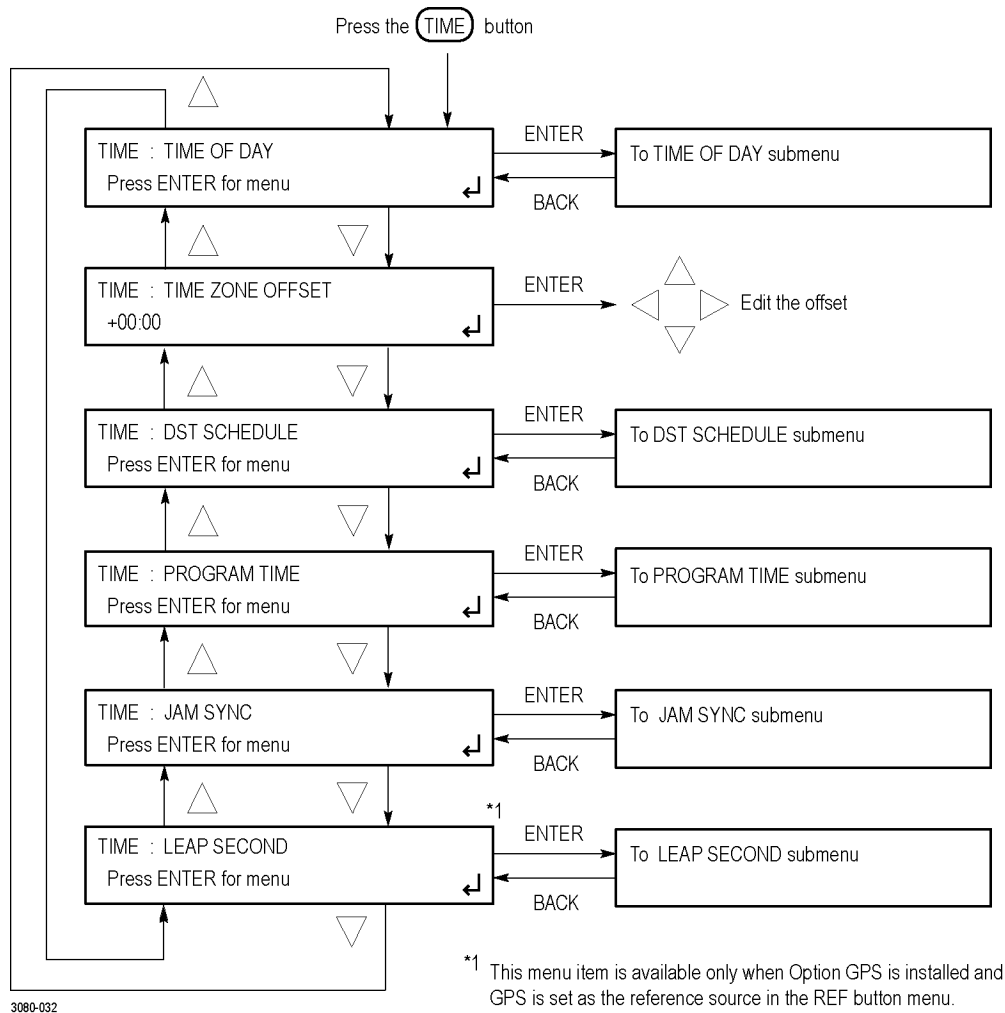 Press the TIME button
TIME : TIME OF DAY
Press ENTER for menu
ENTER
BACK
To TIME OF DAY submenu
TIME : TIME ZONE OFFSET
+00:00
ENTER
Edit the offset
TIME : DST SCHEDULE
Press ENTER for menu
ENTER
BACK
To DST SCHEDULE submenu
TIME : PROGRAM TIME
Press ENTER for menu
ENTER
BACK
To PROGRAM TIME submenu
TIME : JAM SYNC
Press ENTER for menu
ENTER
BACK
To JAM SYNC submenu
*1
TIME : LEAP SECOND
Press ENTER for menu
ENTER
BACK
To LEAP SECOND submenu
*1 This menu item is available only when Option GPS is installed and
GPS is set as the reference source in the REF button menu.
3080-032